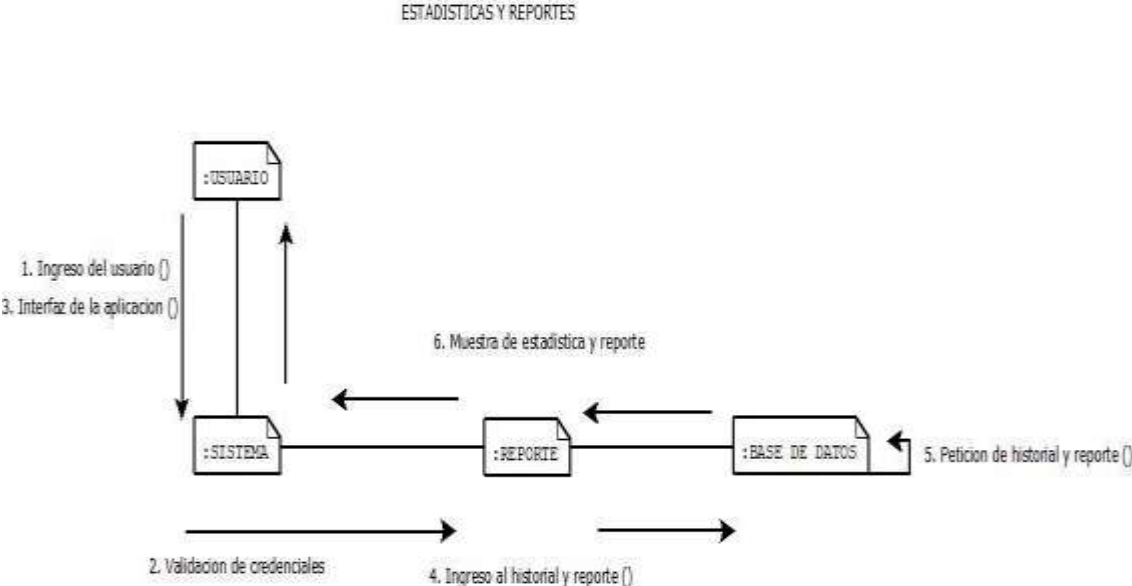 ESTADISTICAS Y REPORTES
:USUARIO
1. Ingreso del usuario ()
3. Interfaz de la aplicacion ()
6. Muestra de estadistica y reporte
:SISTEMA
:REPORTE
:BASE DE DATOS
5. Peticion de historial y reporte ()
2. Validacion de credenciales
4. Ingreso al historial y reporte ()